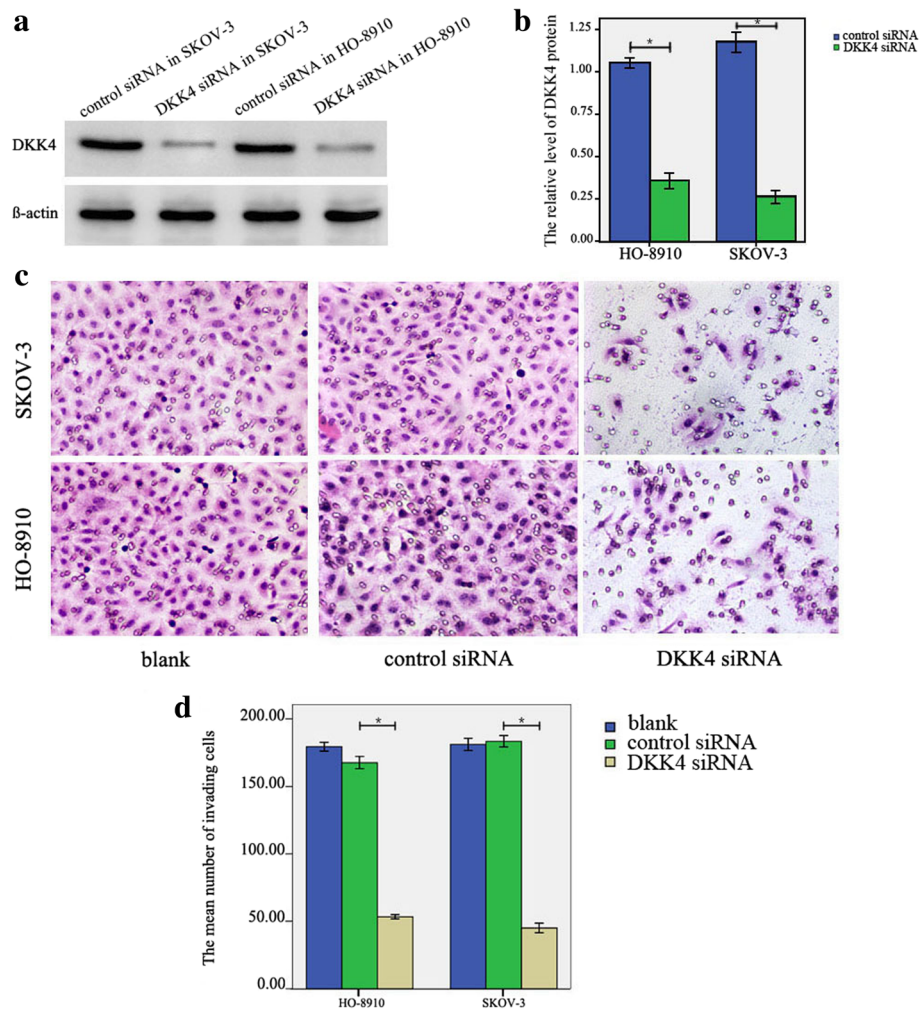 a
control siRNA in SKOV-3
DKK4 siRNA in SKOV-3
control siRNA in HO-8910
DKK4 siRNA in HO-8910
DKK4
ß-actin
b
The relative level of DKK4 protein
1.25
1.00
0.75
0.50
0.25
0.00
*
*
HO-8910
SKOV-3
control siRNA
DKK4 siRNA
c
SKOV-3
HO-8910
blank
control siRNA
DKK4 siRNA
d
The mean number of invading cells
200.00
150.00
100.00
50.00
0.00
*
*
HO-8910
SKOV-3
blank
control siRNA
DKK4 siRNA